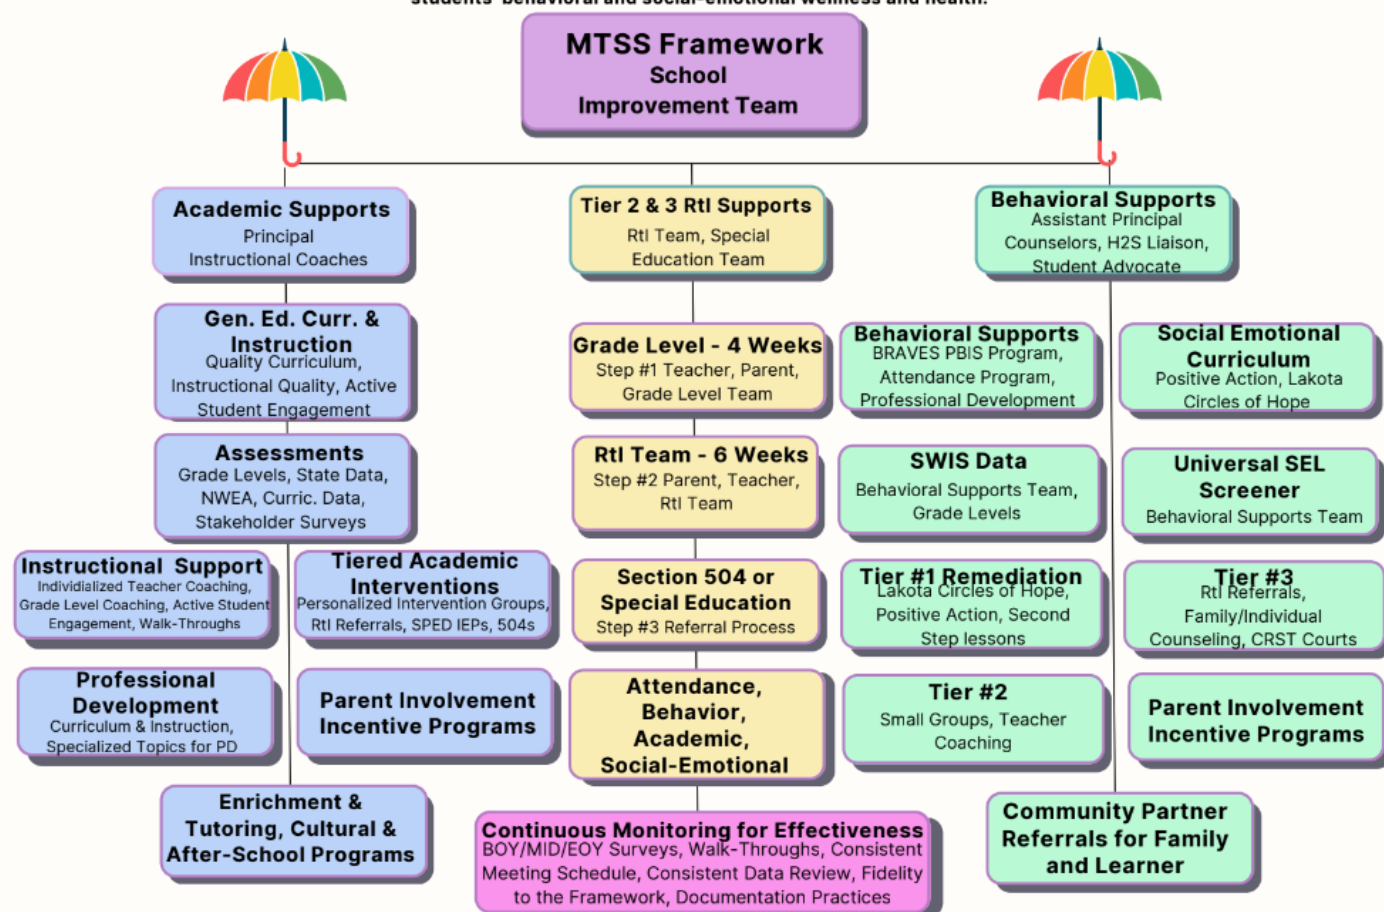 students' behavioral and social-emotional wellness and health.
MTSS Framework
School
Improvement Team
Academic Supports
Principal
Instructional Coaches
Gen. Ed. Curr. &
Instruction
Quality Curriculum,
Instructional Quality, Active
Student Engagement
Assessments
Grade Levels, State Data,
NWEA, Curric. Data,
Stakeholder Surveys
Instructional Support
Individialized Teacher Coaching,
Grade Level Coaching, Active Student
Engagement, Walk-Throughs
Tiered Academic
Interventions
Personalized Intervention Groups,
RtI Referrals, SPED IEPs, 504s
Professional
Development
Curriculum & Instruction,
Specialized Topics for PD
Parent Involvement
Incentive Programs
Enrichment &
Tutoring, Cultural &
After-School Programs
Tier 2 & 3 RtI Supports
RtI Team, Special
Education Team
Grade Level - 4 Weeks
Step #1 Teacher, Parent,
Grade Level Team
RtI Team - 6 Weeks
Step #2 Parent, Teacher,
RtI Team
Section 504 or
Special Education
Step #3 Referral Process
Attendance,
Behavior,
Academic,
Social-Emotional
Continuous Monitoring for Effectiveness
BOY/MID/EOY Surveys, Walk-Throughs, Consistent
Meeting Schedule, Consistent Data Review, Fidelity
to the Framework, Documentation Practices
Behavioral Supports
Assistant Principal
Counselors, H2S Liaison,
Student Advocate
Behavioral Supports
BRAVES PBIS Program,
Attendance Program,
Professional Development
Social Emotional
Curriculum
Positive Action, Lakota
Circles of Hope
SWIS Data
Behavioral Supports Team,
Grade Levels
Universal SEL
Screener
Behavioral Supports Team
Tier #1 Remediation
Lakota Circles of Hope,
Positive Action, Second
Step lessons
Tier #3
RtI Referrals,
Family/Individual
Counseling, CRST Courts
Tier #2
Small Groups, Teacher
Coaching
Parent Involvement
Incentive Programs
Community Partner
Referrals for Family
and Learner